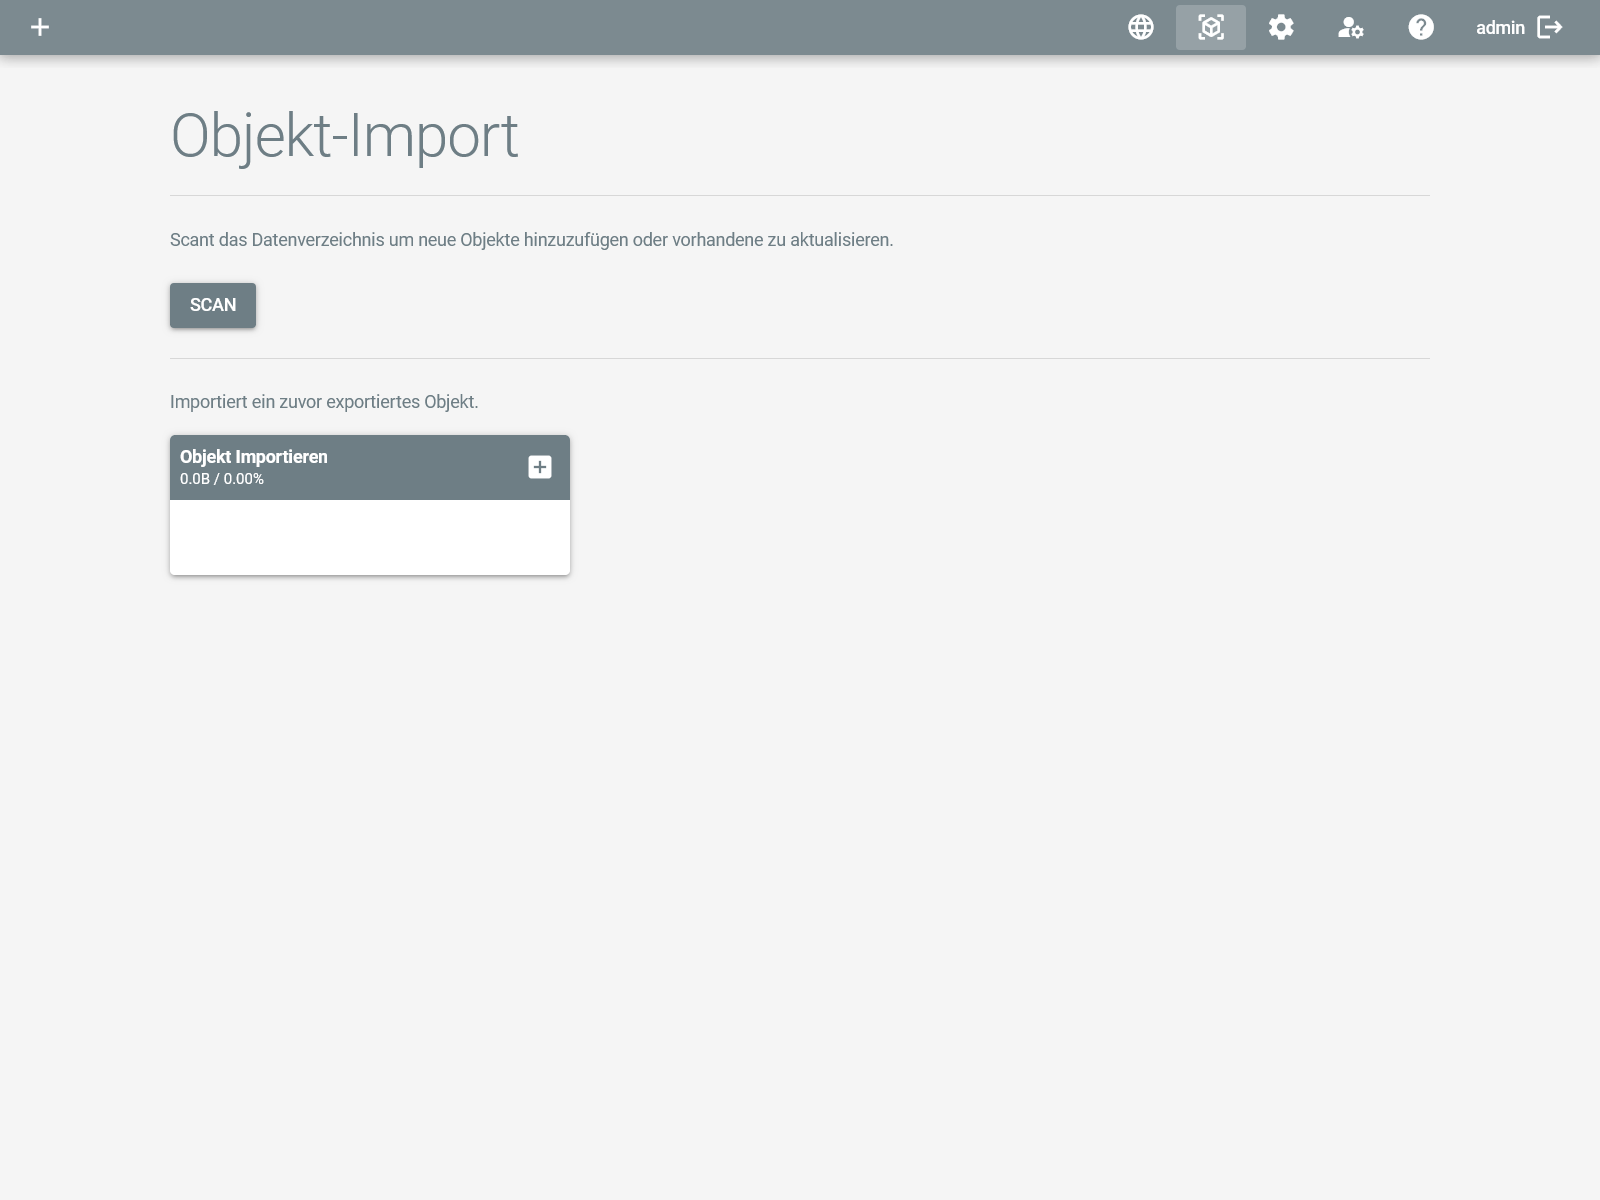 admin
Objekt-Import
Scant das Datenverzeichnis um neue Objekte hinzuzufügen oder vorhandene zu aktualisieren.
SCAN
Importiert ein zuvor exportiertes Objekt.
Objekt Importieren
0.0B / 0.00%